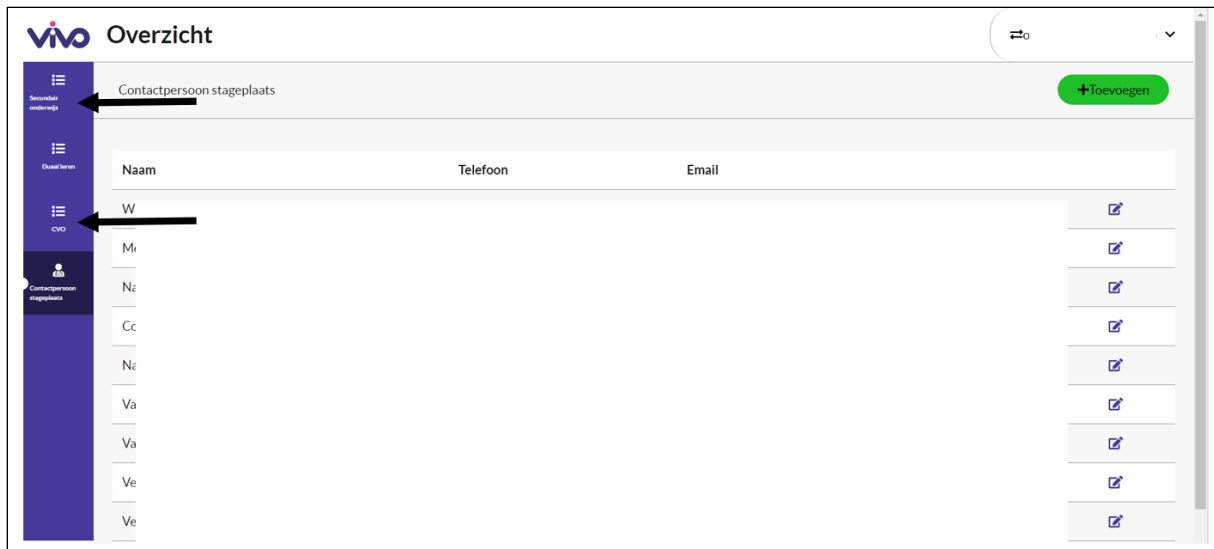 vivo Overzicht
Secundair
onderwijs
Contactpersoon stageplaats
+Toevoegen
Duaal leren
Naam Telefoon Email
CVO
W
Me
Na
Contactpersoon
stageplaats
Co
Na
Va
Va
Ve
Ve